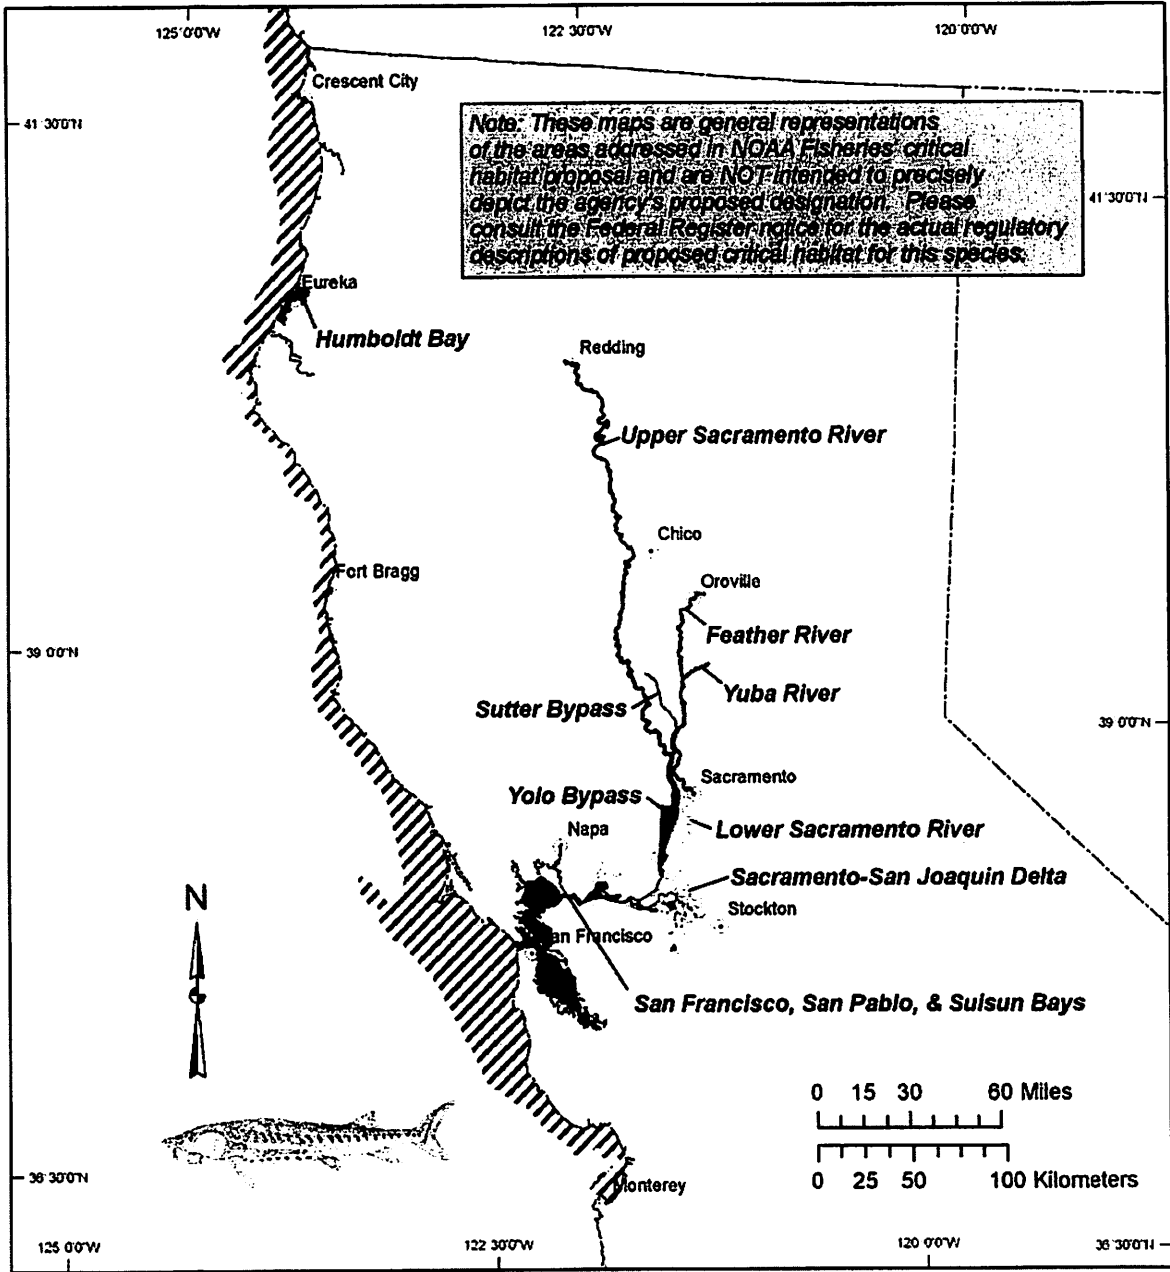 125 0'0"W
122 30'0"W
120 0'0"W
Crescent City
41 30'0"N
Note: These maps are general representations
of the areas addressed in NOAA Fisheries' critical
habitat proposal and are NOT intended to precisely
depict the agency's proposed designation. Please
consult the Federal Register notice for the actual regulatory
descriptions of proposed critical habitat for this species.
41 30'0"N
Eureka
Humboldt Bay
Redding
Upper Sacramento River
Chico
Fort Bragg
Oroville
Feather River
39 0'0"N
Yuba River
Sutter Bypass
39 0'0"N
Sacramento
Yolo Bypass
Napa
Lower Sacramento River
Sacramento-San Joaquin Delta
N
Stockton
San Francisco
San Francisco, San Pablo, & Suisun Bays
0 15 30 60 Miles
0 25 50 100 Kilometers
36 30'0"N
Monterey
125 0'0"W
122 30'0"W
120 0'0"W
36 30'0"N